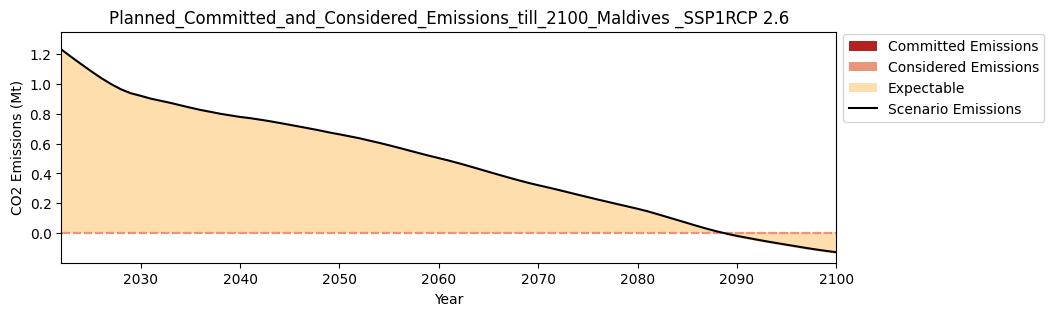 Planned_Committed_and_Considered_Emissions_till_2100_Maldives _SSP1RCP 2.6
Committed Emissions
Considered Emissions
Expectable
Scenario Emissions
CO2 Emissions (Mt)
1.2
1.0
0.8
0.6
0.4
0.2
0.0
2030 2040 2050 2060 2070 2080 2090 2100
Year